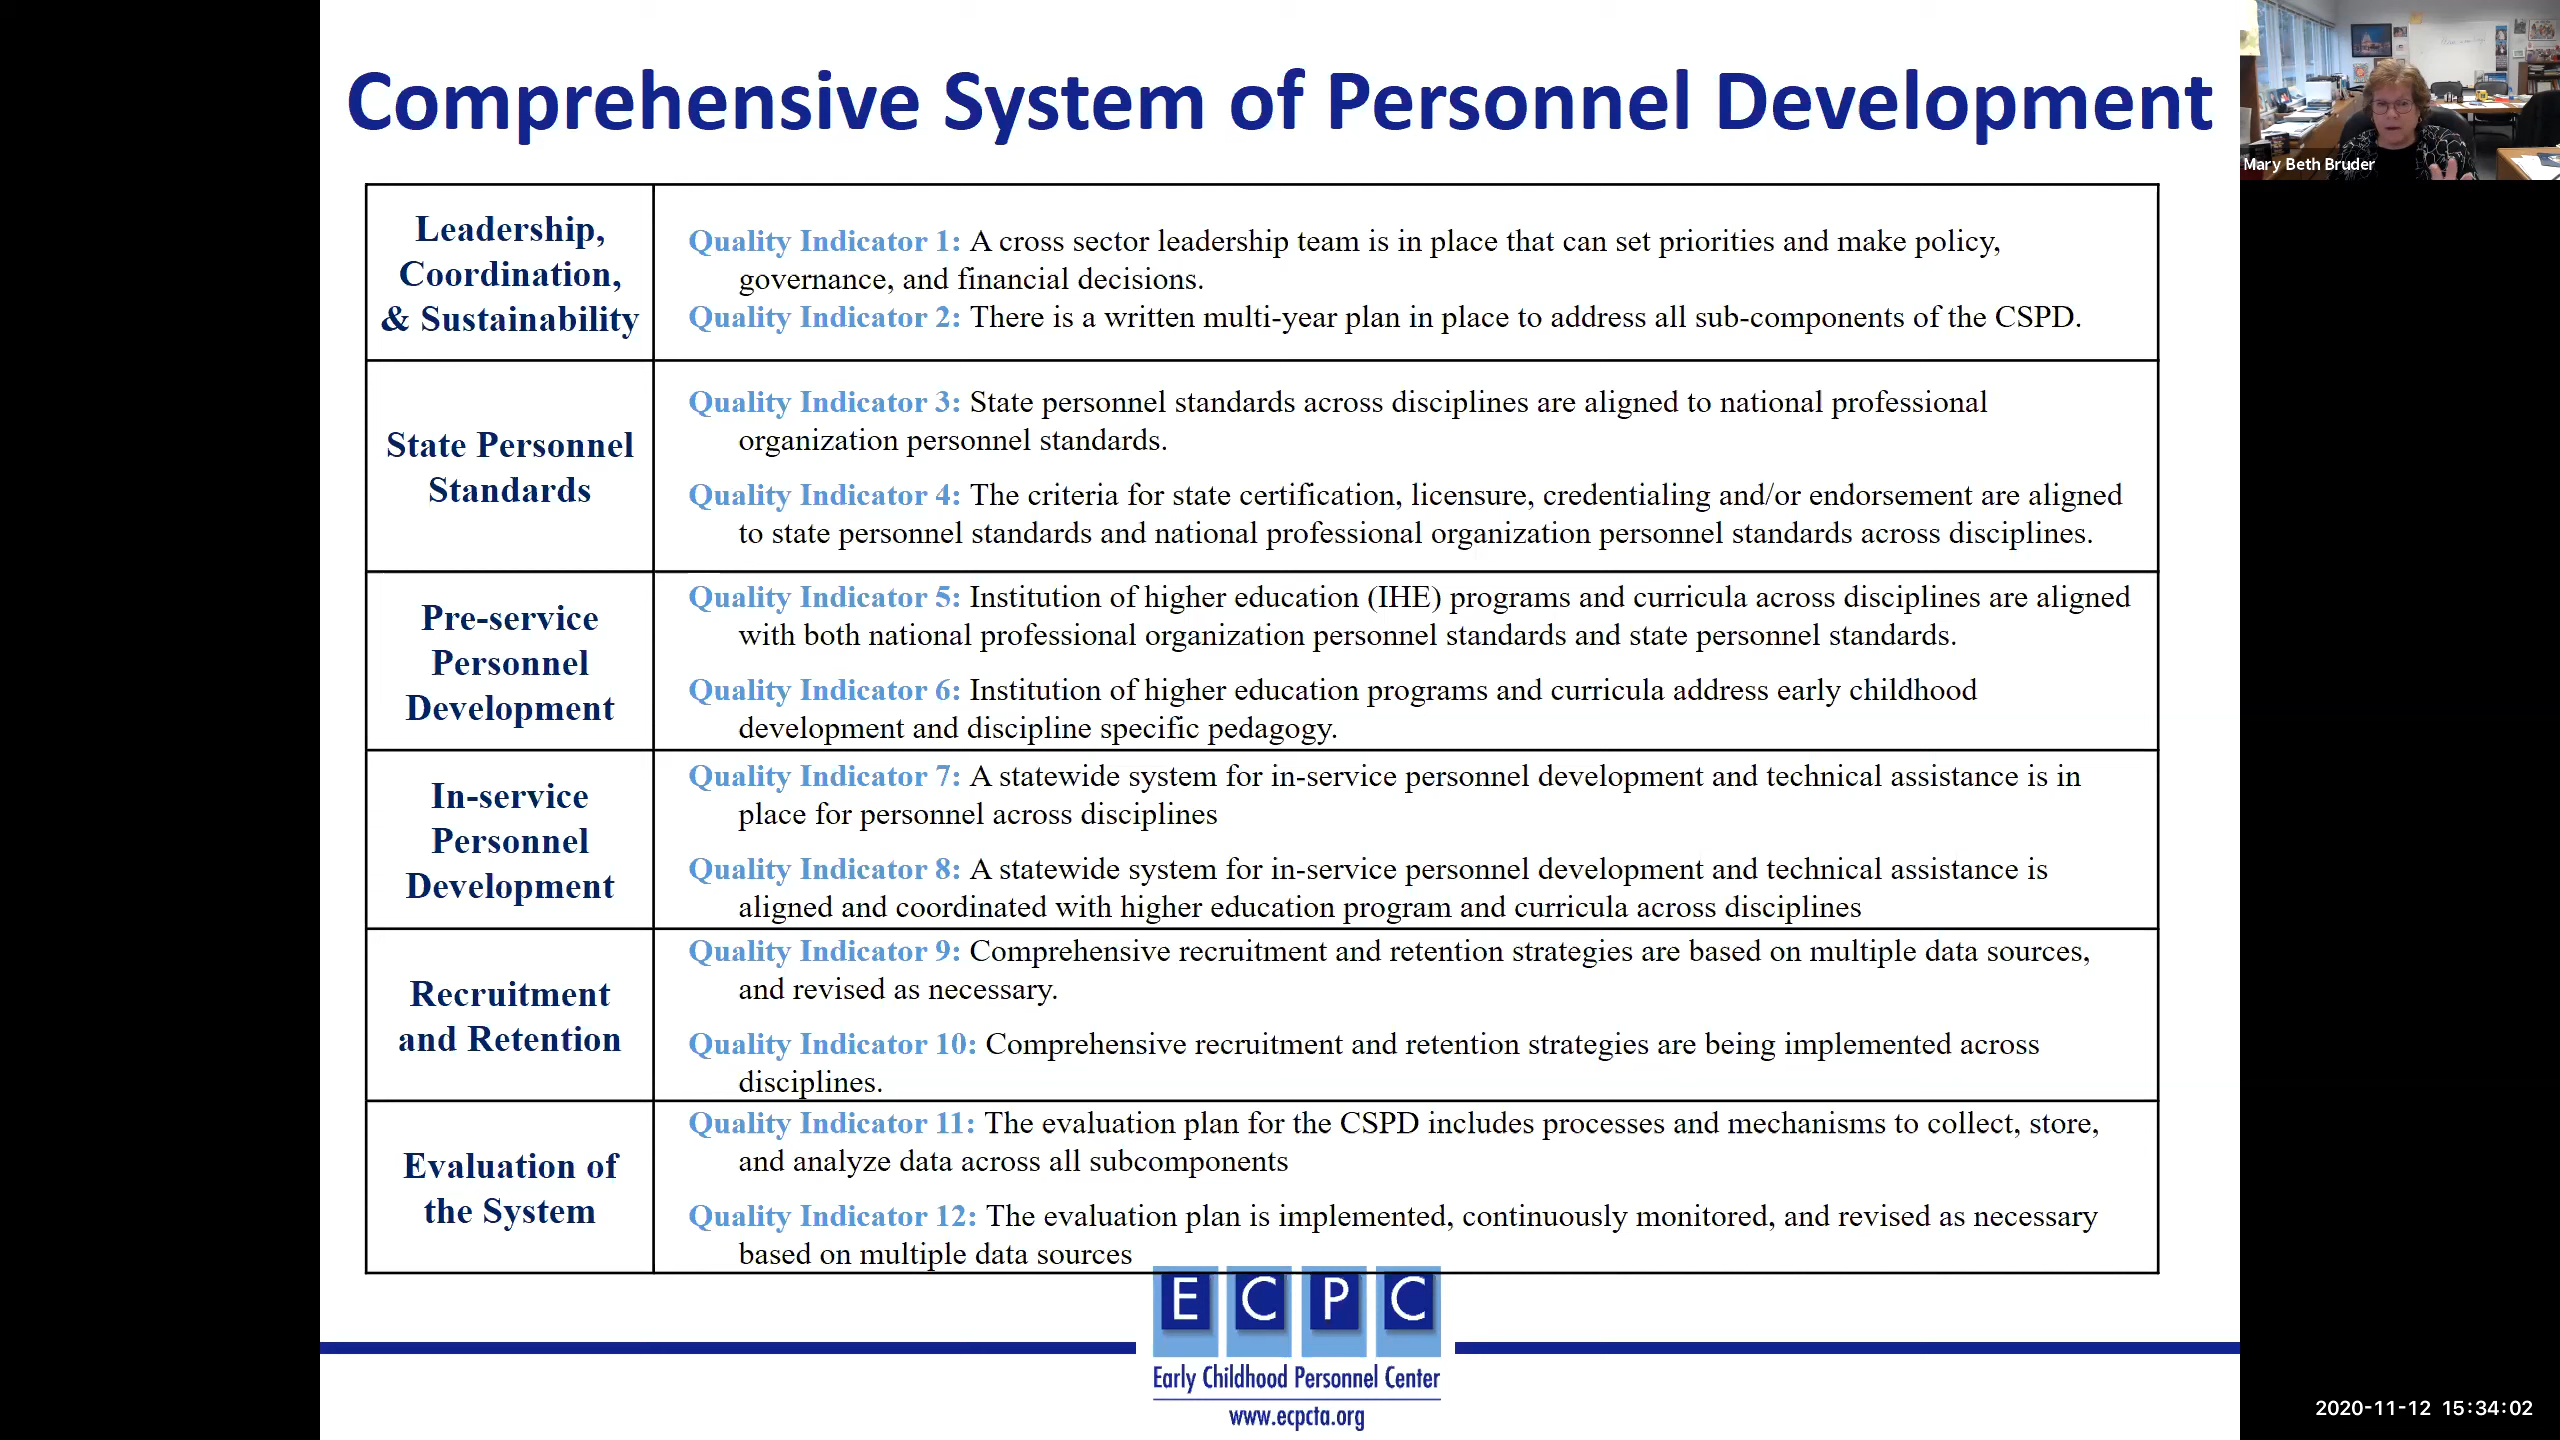 Comprehensive System of Personnel Development
Mary Beth Bruder
Leadership,
Coordination,
& Sustainability
Quality Indicator 1: A cross sector leadership team is in place that can set priorities and make policy,
governance, and financial decisions.
Quality Indicator 2: There is a written multi-year plan in place to address all sub-components of the CSPD.
State Personnel
Standards
Quality Indicator 3: State personnel standards across disciplines are aligned to national professional
organization personnel standards.
Quality Indicator 4: The criteria for state certification, licensure, credentialing and/or endorsement are aligned
to state personnel standards and national professional organization personnel standards across disciplines.
Pre-service
Personnel
Development
Quality Indicator 5: Institution of higher education (IHE) programs and curricula across disciplines are aligned
with both national professional organization personnel standards and state personnel standards.
Quality Indicator 6: Institution of higher education programs and curricula address early childhood
development and discipline specific pedagogy.
In-service
Personnel
Development
Quality Indicator 7: A statewide system for in-service personnel development and technical assistance is in
place for personnel across disciplines
Quality Indicator 8: A statewide system for in-service personnel development and technical assistance is
aligned and coordinated with higher education program and curricula across disciplines
Recruitment
and Retention
Quality Indicator 9: Comprehensive recruitment and retention strategies are based on multiple data sources,
and revised as necessary.
Quality Indicator 10: Comprehensive recruitment and retention strategies are being implemented across
disciplines.
Evaluation of
the System
Quality Indicator 11: The evaluation plan for the CSPD includes processes and mechanisms to collect, store,
and analyze data across all subcomponents
Quality Indicator 12: The evaluation plan is implemented, continuously monitored, and revised as necessary
based on multiple data sources
E C P C
Early Childhood Personnel Center
www.ecpcta.org
2020-11-12 15:34:02